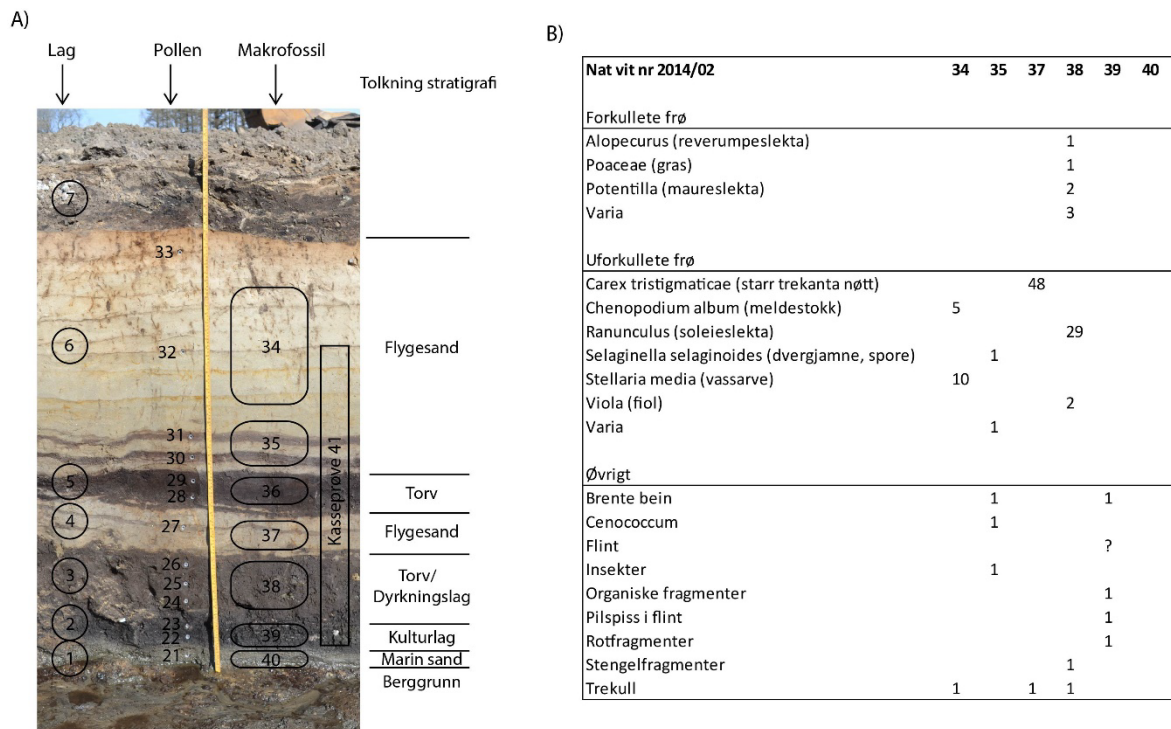 A)
Lag Pollen Makrofossil
Tolkning stratigrafi
7
33
6
32
34
Flygesand
31
35
30
Kasseprøve 41
5
29
28
36
Torv
4
27
37
Flygesand
26
3
25
38
24
Torv/
Dyrkningslag
2
23
22
39
Kulturlag
1
21
40
Marin sand
Berggrunn
B)
Nat vit nr 2014/02 34 35 37 38 39 40
Forkullete frø
Alopecurus (reverumpeslekta) 1
Poaceae (gras) 1
Potentilla (maureslekta) 2
Varia 3
Uforkullete frø
Carex tristigmaticae (starr trekanta nøtt) 48
Chenopodium album (meldestokk) 5
Ranunculus (soleieslekta) 29
Selaginella selaginoides (dvergjamne, spore) 1
Stellaria media (vassarve) 10
Viola (fiol) 2
Varia 1
Øvrigt
Brente bein 1 1
Cenococcum 1
Flint ?
Insekter 1
Organiske fragmenter 1
Pilspiss i flint 1
Rotfragmenter 1
Stengelfragmenter 1
Trekull 1 1 1